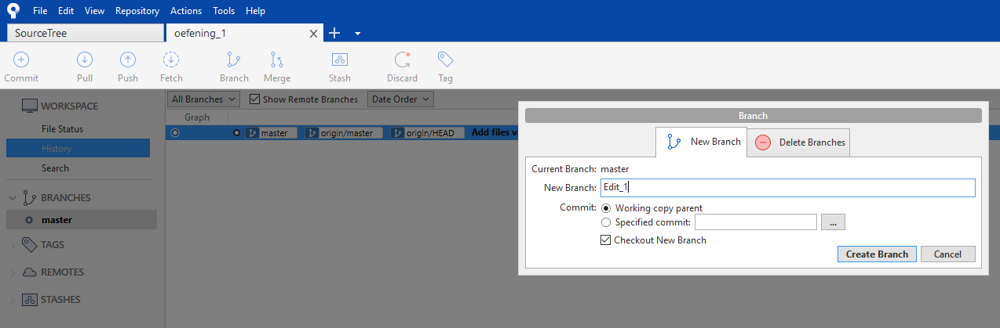 File Edit View Repository Actions Tools Help
SourceTree oefening_1
Commit Pull Push Fetch Branch Merge Stash Discard Tag
WORKSPACE
File Status
History
Search
BRANCHES
master
TAGS
REMOTES
STASHES
All Branches Show Remote Branches Date Order
Graph
master origin/master origin/HEAD Add files v
Branch
New Branch Delete Branches
Current Branch: master
New Branch: Edit_1
Commit: Working copy parent
Specified commit: ...
Checkout New Branch
Create Branch Cancel